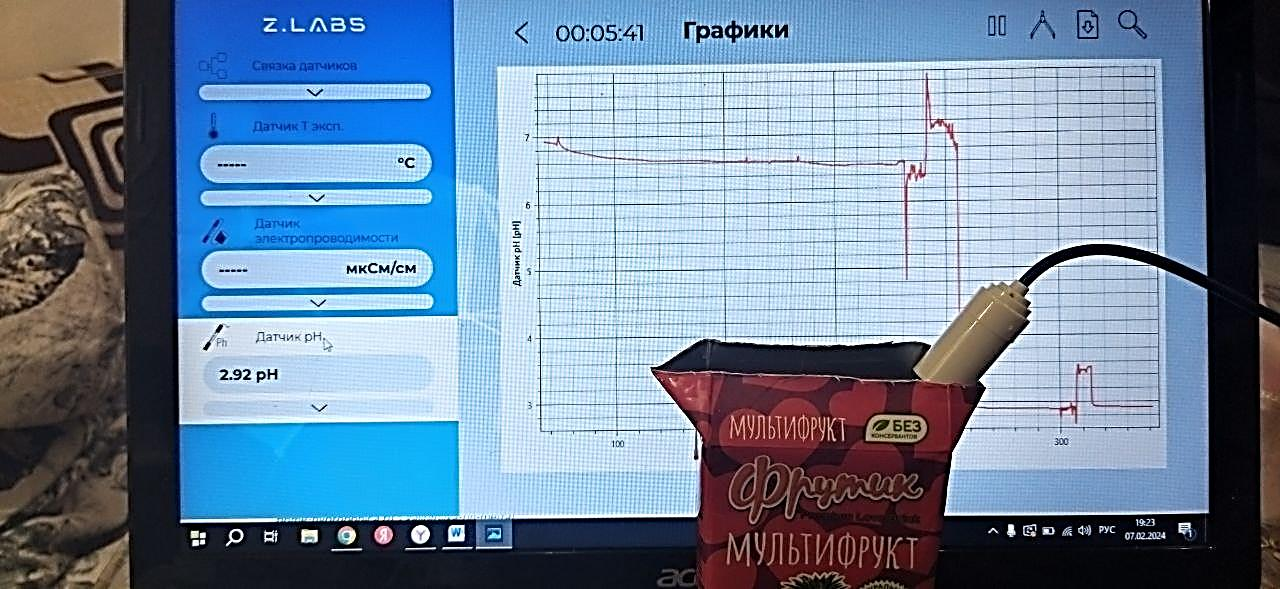 Z.LABS
00:05:41 Графики
Связка датчиков
Датчик Т эксп.
----- °C
Датчик
электропроводимости
----- мкСм/см
Датчик pH
Ph
2.92 pH
Датчик pH [pH]
7
6
5
4
3
100
300
МУЛЬТИФРУКТ
БЕЗ
КОНСЕРВАНТОВ
Фрутик
МУЛЬТИФРУКТ
W
РУС
19:23
07.02.2024
ace